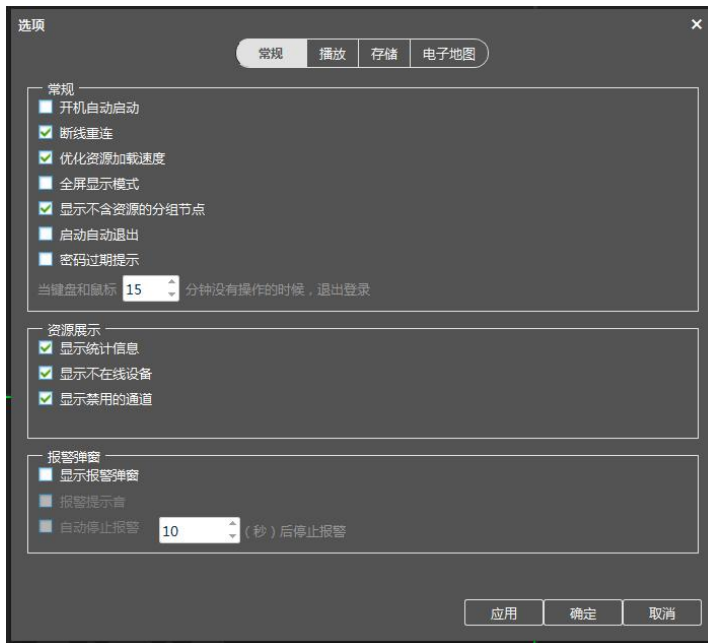 选项
常规 播放 存储 电子地图
常规
开机自动启动
断线重连
优化资源加载速度
全屏显示模式
显示不含资源的分组节点
启动自动退出
密码过期提示
当键盘和鼠标 15 分钟没有操作的时候，退出登录
资源展示
显示统计信息
显示不在线设备
显示禁用的通道
报警弹窗
显示报警弹窗
报警提示音
自动停止报警 10 （秒）后停止报警
应用 确定 取消